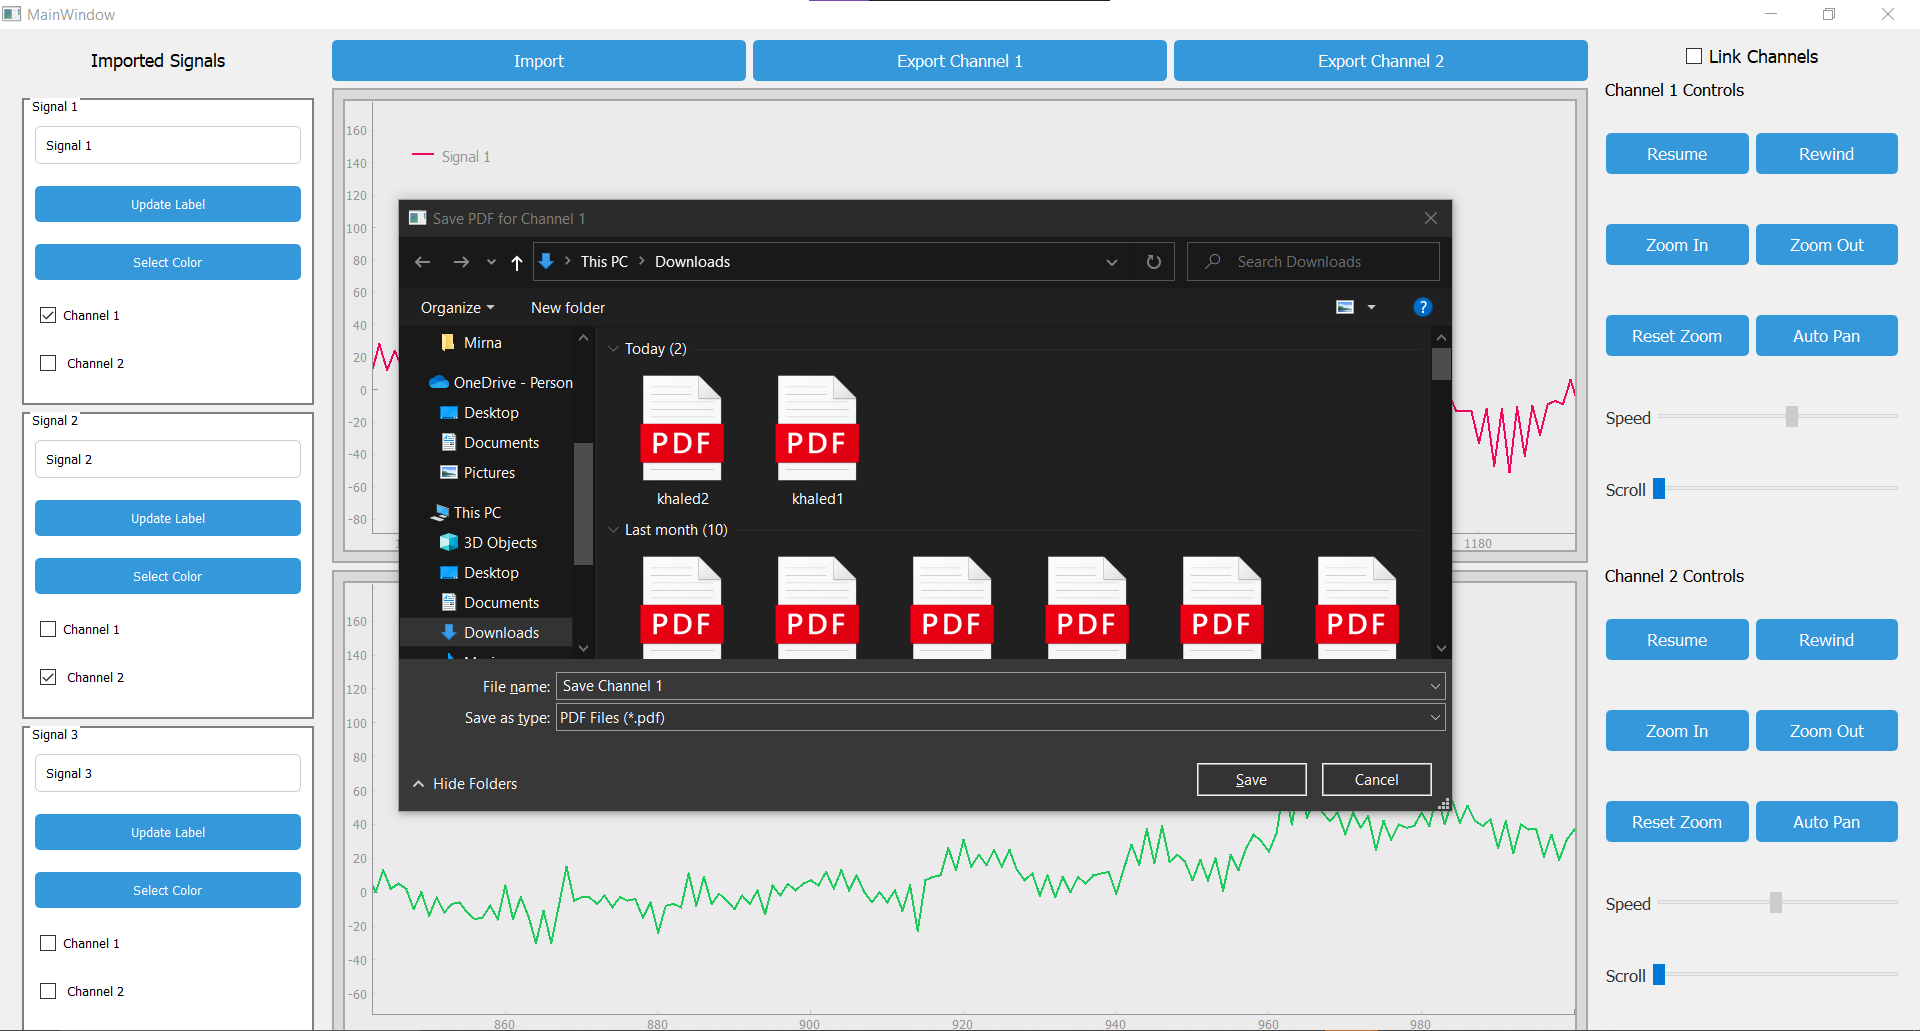 MainWindow
Imported Signals
Import
Export Channel 1
Export Channel 2
Link Channels
Signal 1
Signal 1
Update Label
Select Color
Channel 1
Channel 2
Signal 2
Signal 2
Update Label
Select Color
Channel 1
Channel 2
Signal 3
Signal 3
Update Label
Select Color
Channel 1
Channel 2
160
140
120
100
80
60
40
20
0
-20
-40
-60
-80
Signal 1
1180
Save PDF for Channel 1
This PC
Downloads
Search Downloads
Organize
New folder
?
Mirna
OneDrive - Person
Desktop
Documents
Pictures
This PC
3D Objects
Desktop
Documents
Downloads
Today (2)
PDF
PDF
khaled2
khaled1
Last month (10)
PDF
PDF
PDF
PDF
PDF
PDF
File name:
Save Channel 1
Save as type:
PDF Files (*.pdf)
Hide Folders
Save
Cancel
160
140
120
100
80
60
40
20
0
-20
-40
-60
860
880
900
920
940
960
980
Channel 1 Controls
Resume
Rewind
Zoom In
Zoom Out
Reset Zoom
Auto Pan
Speed
Scroll
Channel 2 Controls
Resume
Rewind
Zoom In
Zoom Out
Reset Zoom
Auto Pan
Speed
Scroll